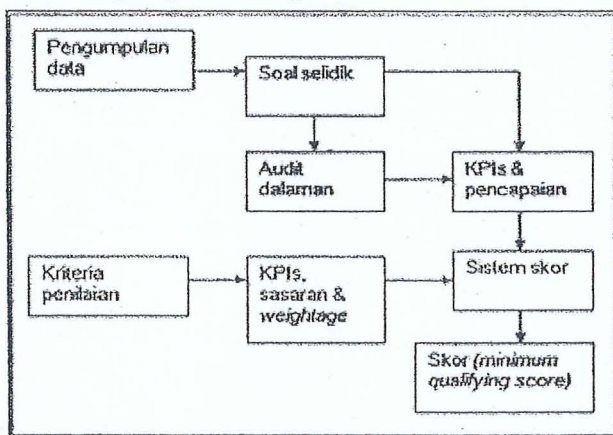 Pengumpulan
data
Soal selidik
Audit
dalaman
KPIs &
pencapaian
Kriteria
penilaian
KPIs,
sasaran &
weightage
Sistem skor
Skor (minimum
qualifying score)